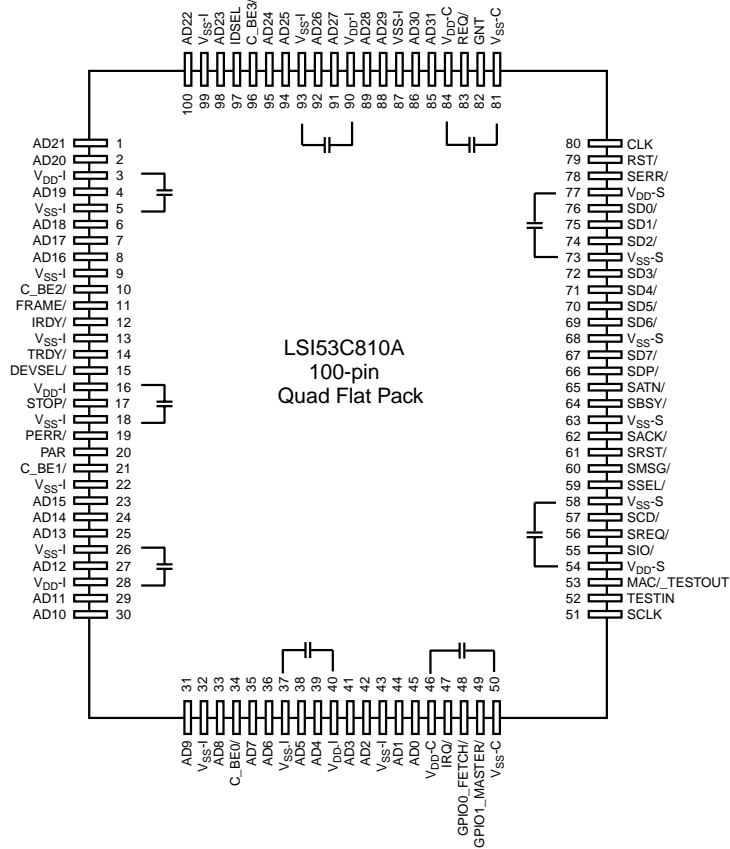 AD22
VSS-I
AD23
IDSEL
C_BE3/
AD24
AD25
VSS-I
AD26
AD27
VDD-I
AD28
AD29
VSS-I
AD30
AD31
VDD-C
REQ/
GNT
VSS-C
100
99
98
97
96
95
94
93
92
91
90
89
88
87
86
85
84
83
82
81
AD21 1
AD20 2
VDD-I 3
AD19 4
VSS-I 5
AD18 6
AD17 7
AD16 8
VSS-I 9
C_BE2/ 10
FRAME/ 11
IRDY/ 12
VSS-I 13
TRDY/ 14
DEVSEL/ 15
VDD-I 16
STOP/ 17
VSS-I 18
PERR/ 19
PAR 20
C_BE1/ 21
VSS-I 22
AD15 23
AD14 24
AD13 25
VSS-I 26
AD12 27
VDD-I 28
AD11 29
AD10 30
LSI53C810A
100-pin
Quad Flat Pack
80 CLK
79 RST/
78 SERR/
77 VDD-S
76 SD0/
75 SD1/
74 SD2/
73 VSS-S
72 SD3/
71 SD4/
70 SD5/
69 SD6/
68 VSS-S
67 SD7/
66 SDP/
65 SATN/
64 SBSY/
63 VSS-S
62 SACK/
61 SRST/
60 SMSG/
59 SSEL/
58 VSS-S
57 SCD/
56 SREQ/
55 SIO/
54 VDD-S
53 MAC/_TESTOUT
52 TESTIN
51 SCLK
31
32
33
34
35
36
37
38
39
40
41
42
43
44
45
46
47
48
49
50
AD9
VSS-I
AD8
C_BE0/
AD7
AD6
VSS-I
AD5
AD4
VDD-I
AD3
AD2
VSS-I
AD1
AD0
VDD-C
IRQ/
GPIO0_FETCH/
GPIO1_MASTER/
VSS-C